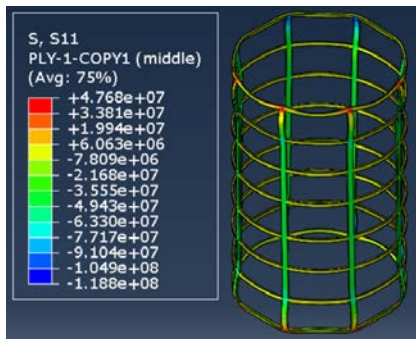 S, S11
PLY-1-COPY1 (middle)
(Avg: 75%)
+4.768e+07
+3.381e+07
+1.994e+07
+6.063e+06
-7.809e+06
-2.168e+07
-3.555e+07
-4.943e+07
-6.330e+07
-7.717e+07
-9.104e+07
-1.049e+08
-1.188e+08